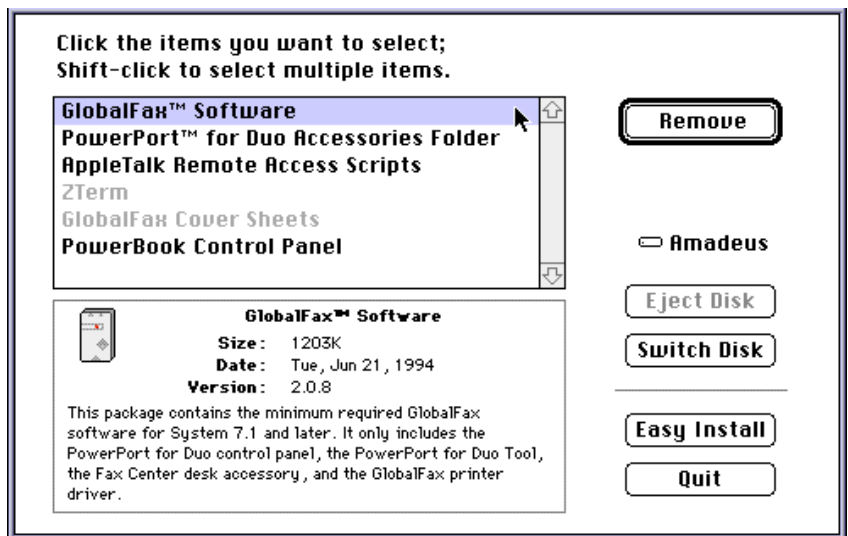 Click the items you want to select;
Shift-click to select multiple items.
GlobalFax™ Software
PowerPort™ for Duo Accessories Folder
AppleTalk Remote Access Scripts
ZTerm
GlobalFax Cover Sheets
PowerBook Control Panel
Remove
Amadeus
Eject Disk
Switch Disk
Easy Install
Quit
GlobalFax™ Software
Size: 1203K
Date: Tue, Jun 21, 1994
Version: 2.0.8
This package contains the minimum required GlobalFax
software for System 7.1 and later. It only includes the
PowerPort for Duo control panel, the PowerPort for Duo Tool,
the Fax Center desk accessory, and the GlobalFax printer
driver.